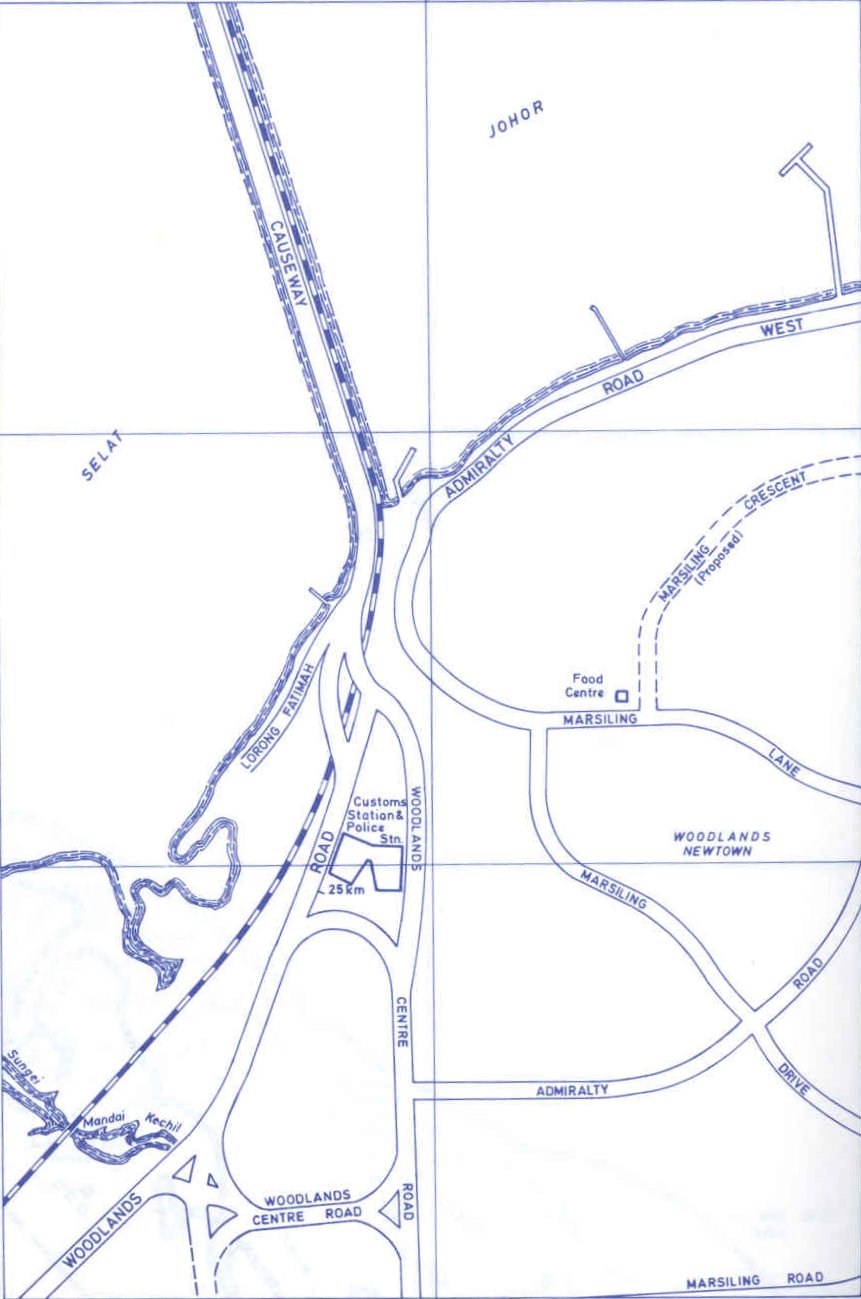 JOHOR
CAUSEWAY
WEST
ROAD
ADMIRALTY
SELAT
CRESCENT
MARSILING
(Proposed)
Food
Centre
MARSILING
LANE
LORONG FATIMAH
WOODLANDS
Customs
Station &
Police
Stn.
ROAD
25km
WOODLANDS
NEWTOWN
MARSILING
ROAD
CENTRE
DRIVE
ADMIRALTY
Sungei
Mandai Kechil
WOODLANDS
WOODLANDS
CENTRE ROAD
ROAD
MARSILING ROAD